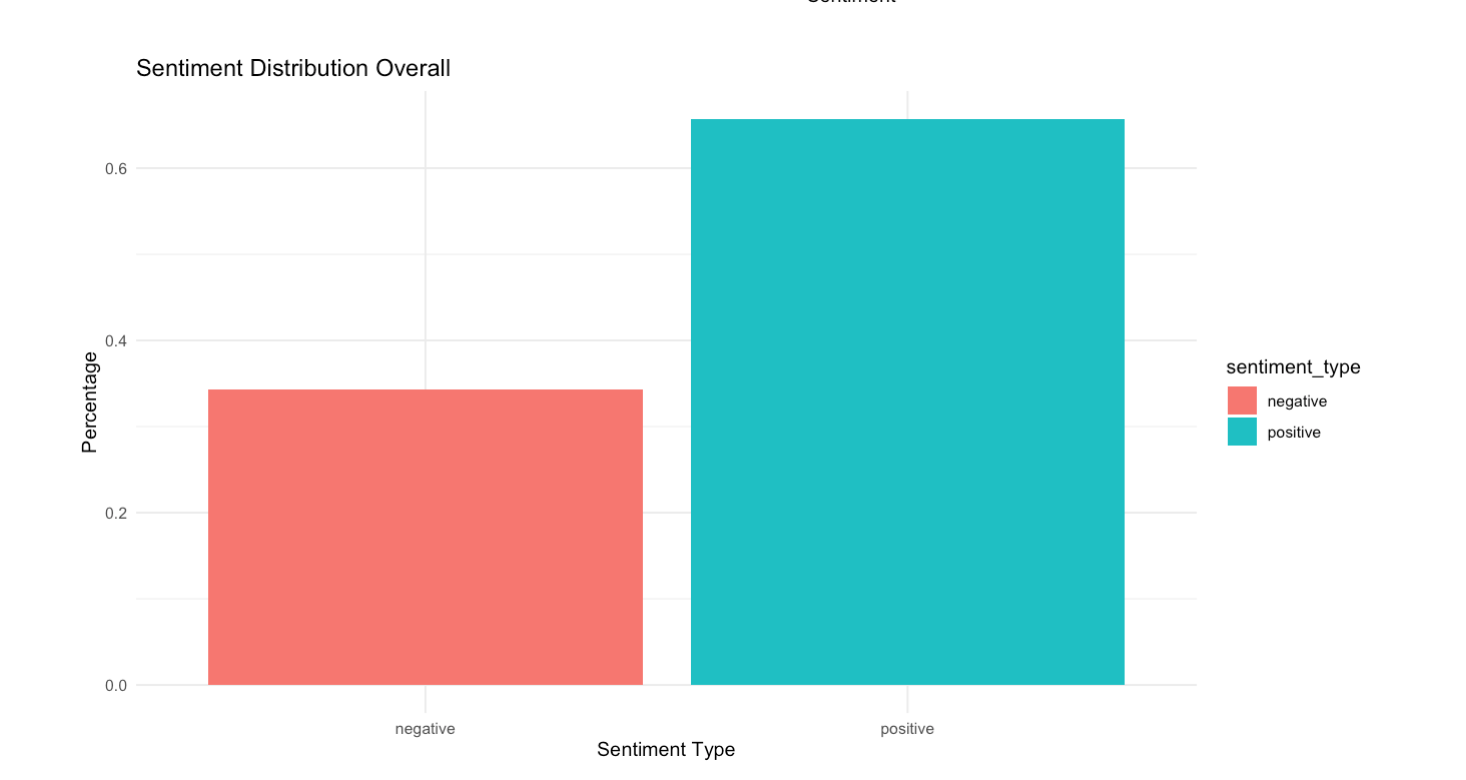 Sentiment Distribution Overall
0.6
0.4
0.2
0.0
Percentage
negative
positive
Sentiment Type
sentiment_type
negative
positive